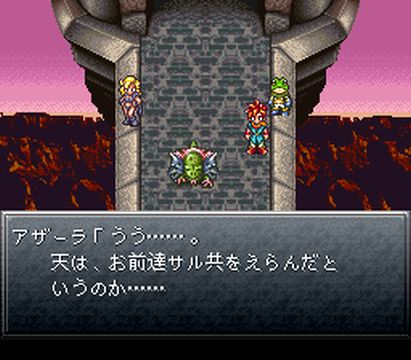 アザーラ「うう……。
天は、お前達サル共をえらんだと
いうのか……